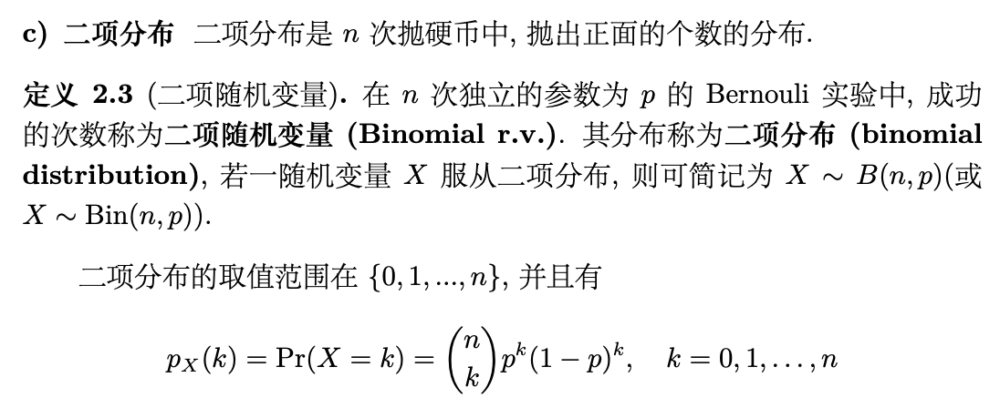 c) 二项分布 二项分布是 n 次抛硬币中, 抛出正面的个数的分布.
定义 2.3 (二项随机变量). 在 n 次独立的参数为 p 的 Bernouli 实验中, 成功
的次数称为二项随机变量 (Binomial r.v.). 其分布称为二项分布 (binomial
distribution), 若一随机变量 X 服从二项分布, 则可简记为 X ∼ B(n, p)(或
X ∼ Bin(n, p)).
二项分布的取值范围在 {0, 1, ..., n}, 并且有
p_X(k) = Pr(X = k) = \binom{n}{k} p^k (1 − p)^k, k = 0, 1, . . . , n